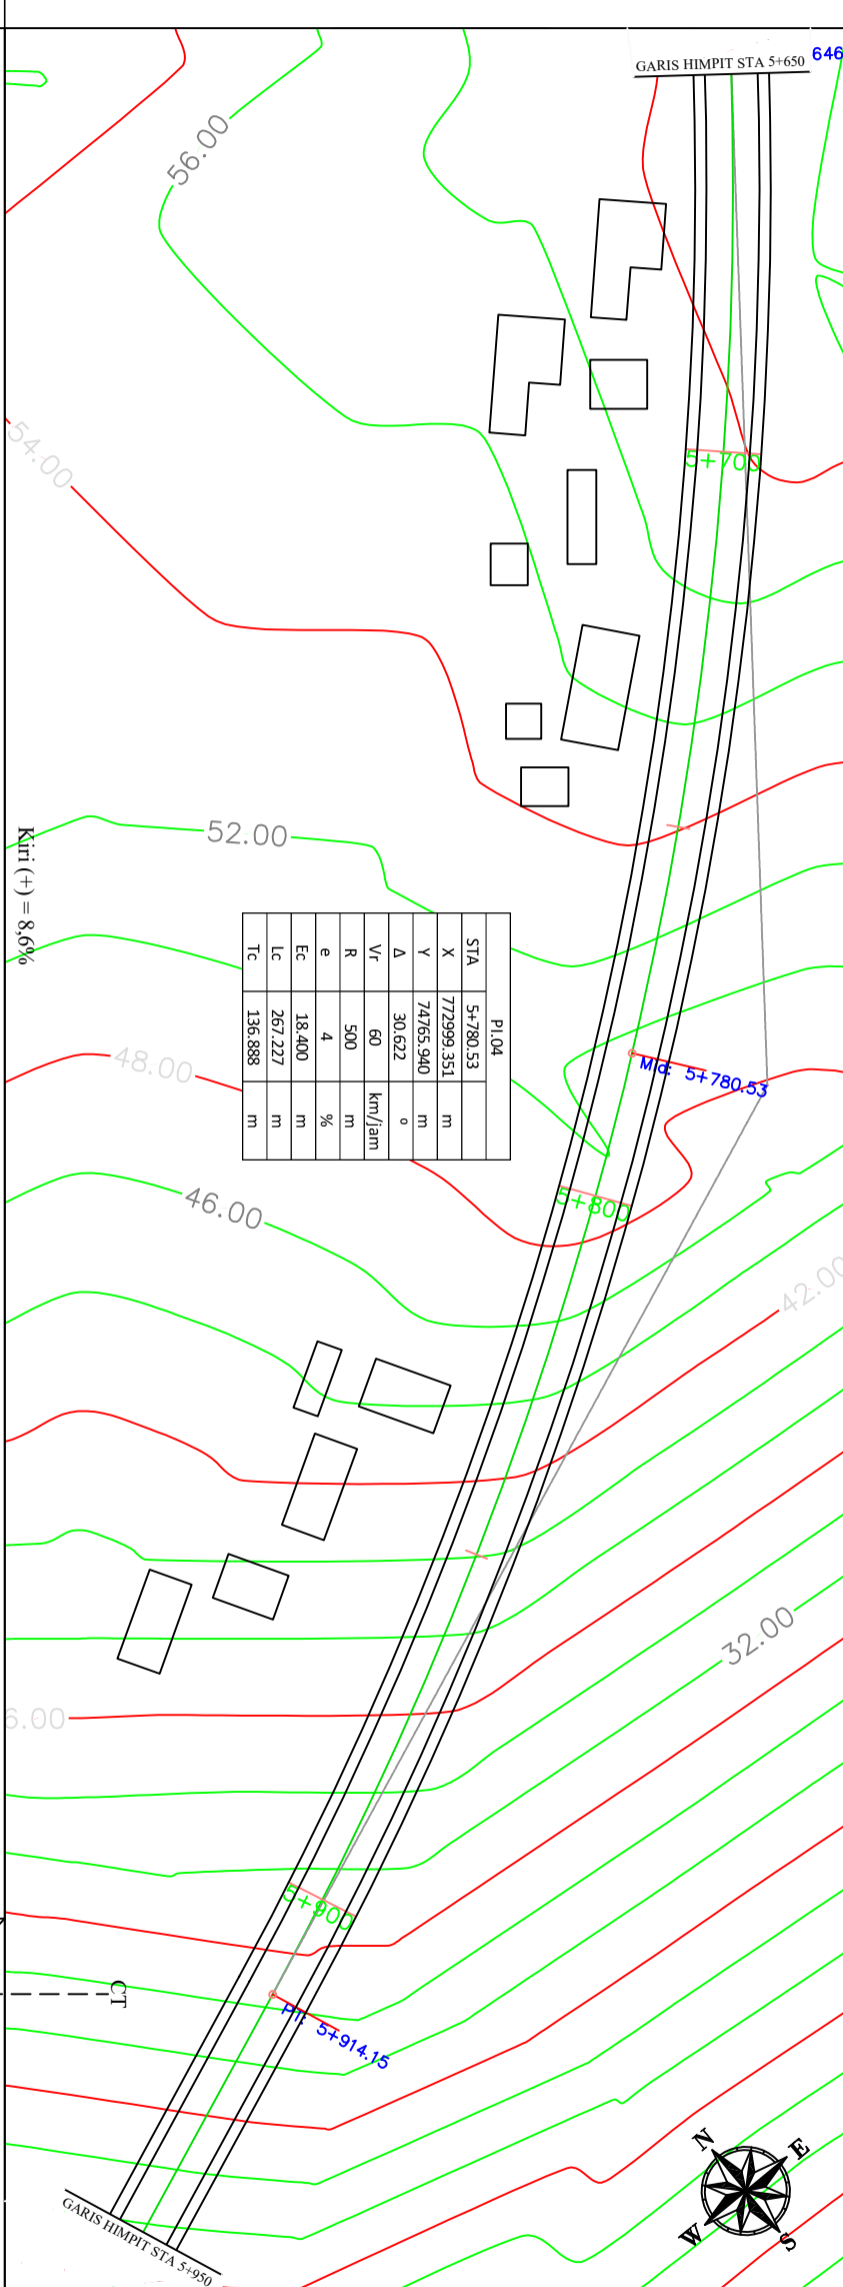 GARIS HIMPIT STA 5+650
646
56.00
54.00
5+700
52.00
Kiri (+) = 8,6%
PI.04
STA 5+780.53
X 772999.351 m
Y 74765.940 m
Δ 30.622 o
Vr 60 km/jam
R 500 m
e 4 %
Ec 18.400 m
Lc 267.227 m
Tc 136.888 m
Mid: 5+780.53
48.00
46.00
5+800
42.00
32.00
6.00
5+900
CT
PT: 5+914.15
N
E
W
S
GARIS HIMPIT STA 5+950